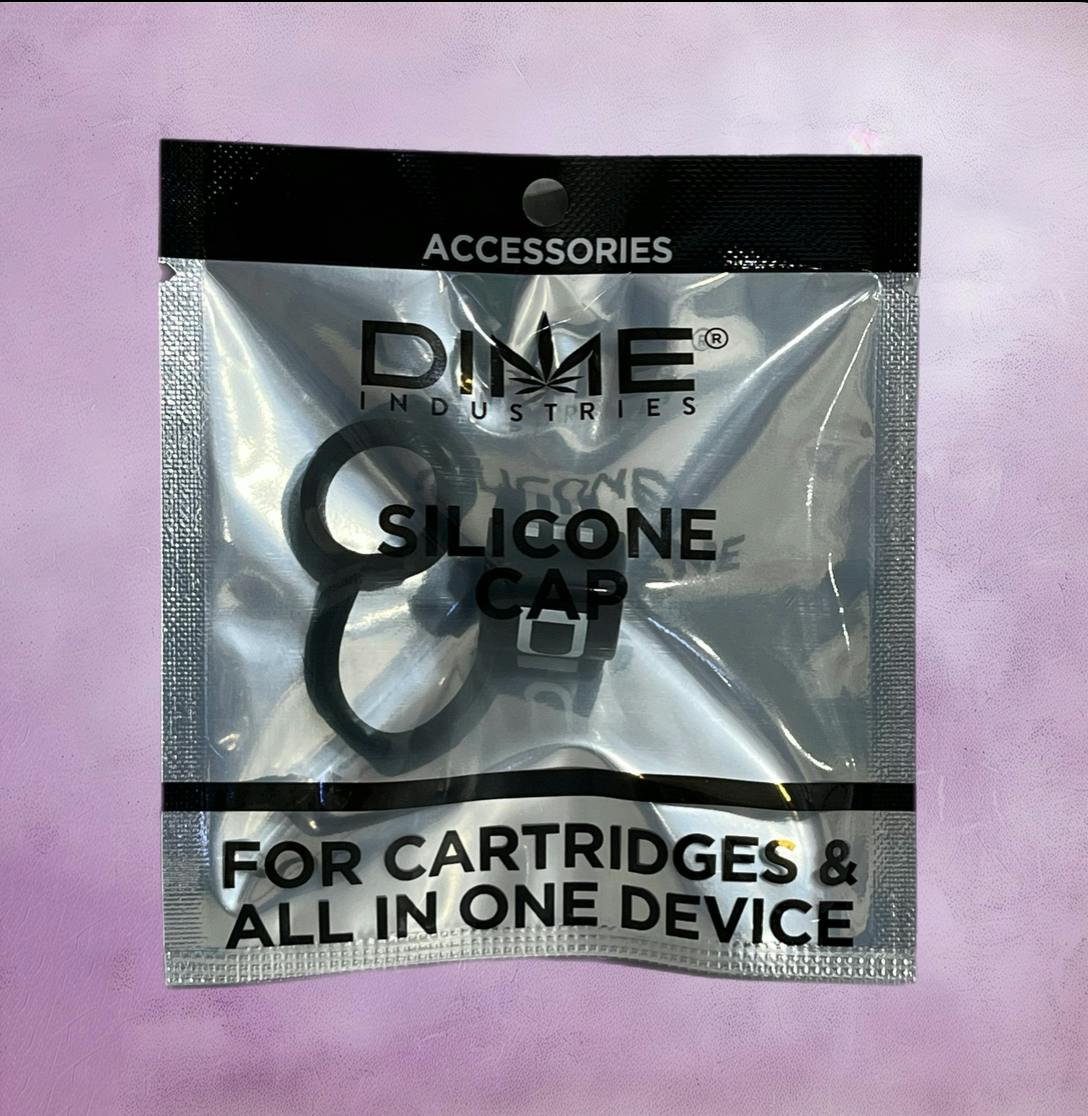 ACCESSORIES
DIME®
INDUSTRIES
SILICONE
CAP
FOR CARTRIDGES &
ALL IN ONE DEVICE